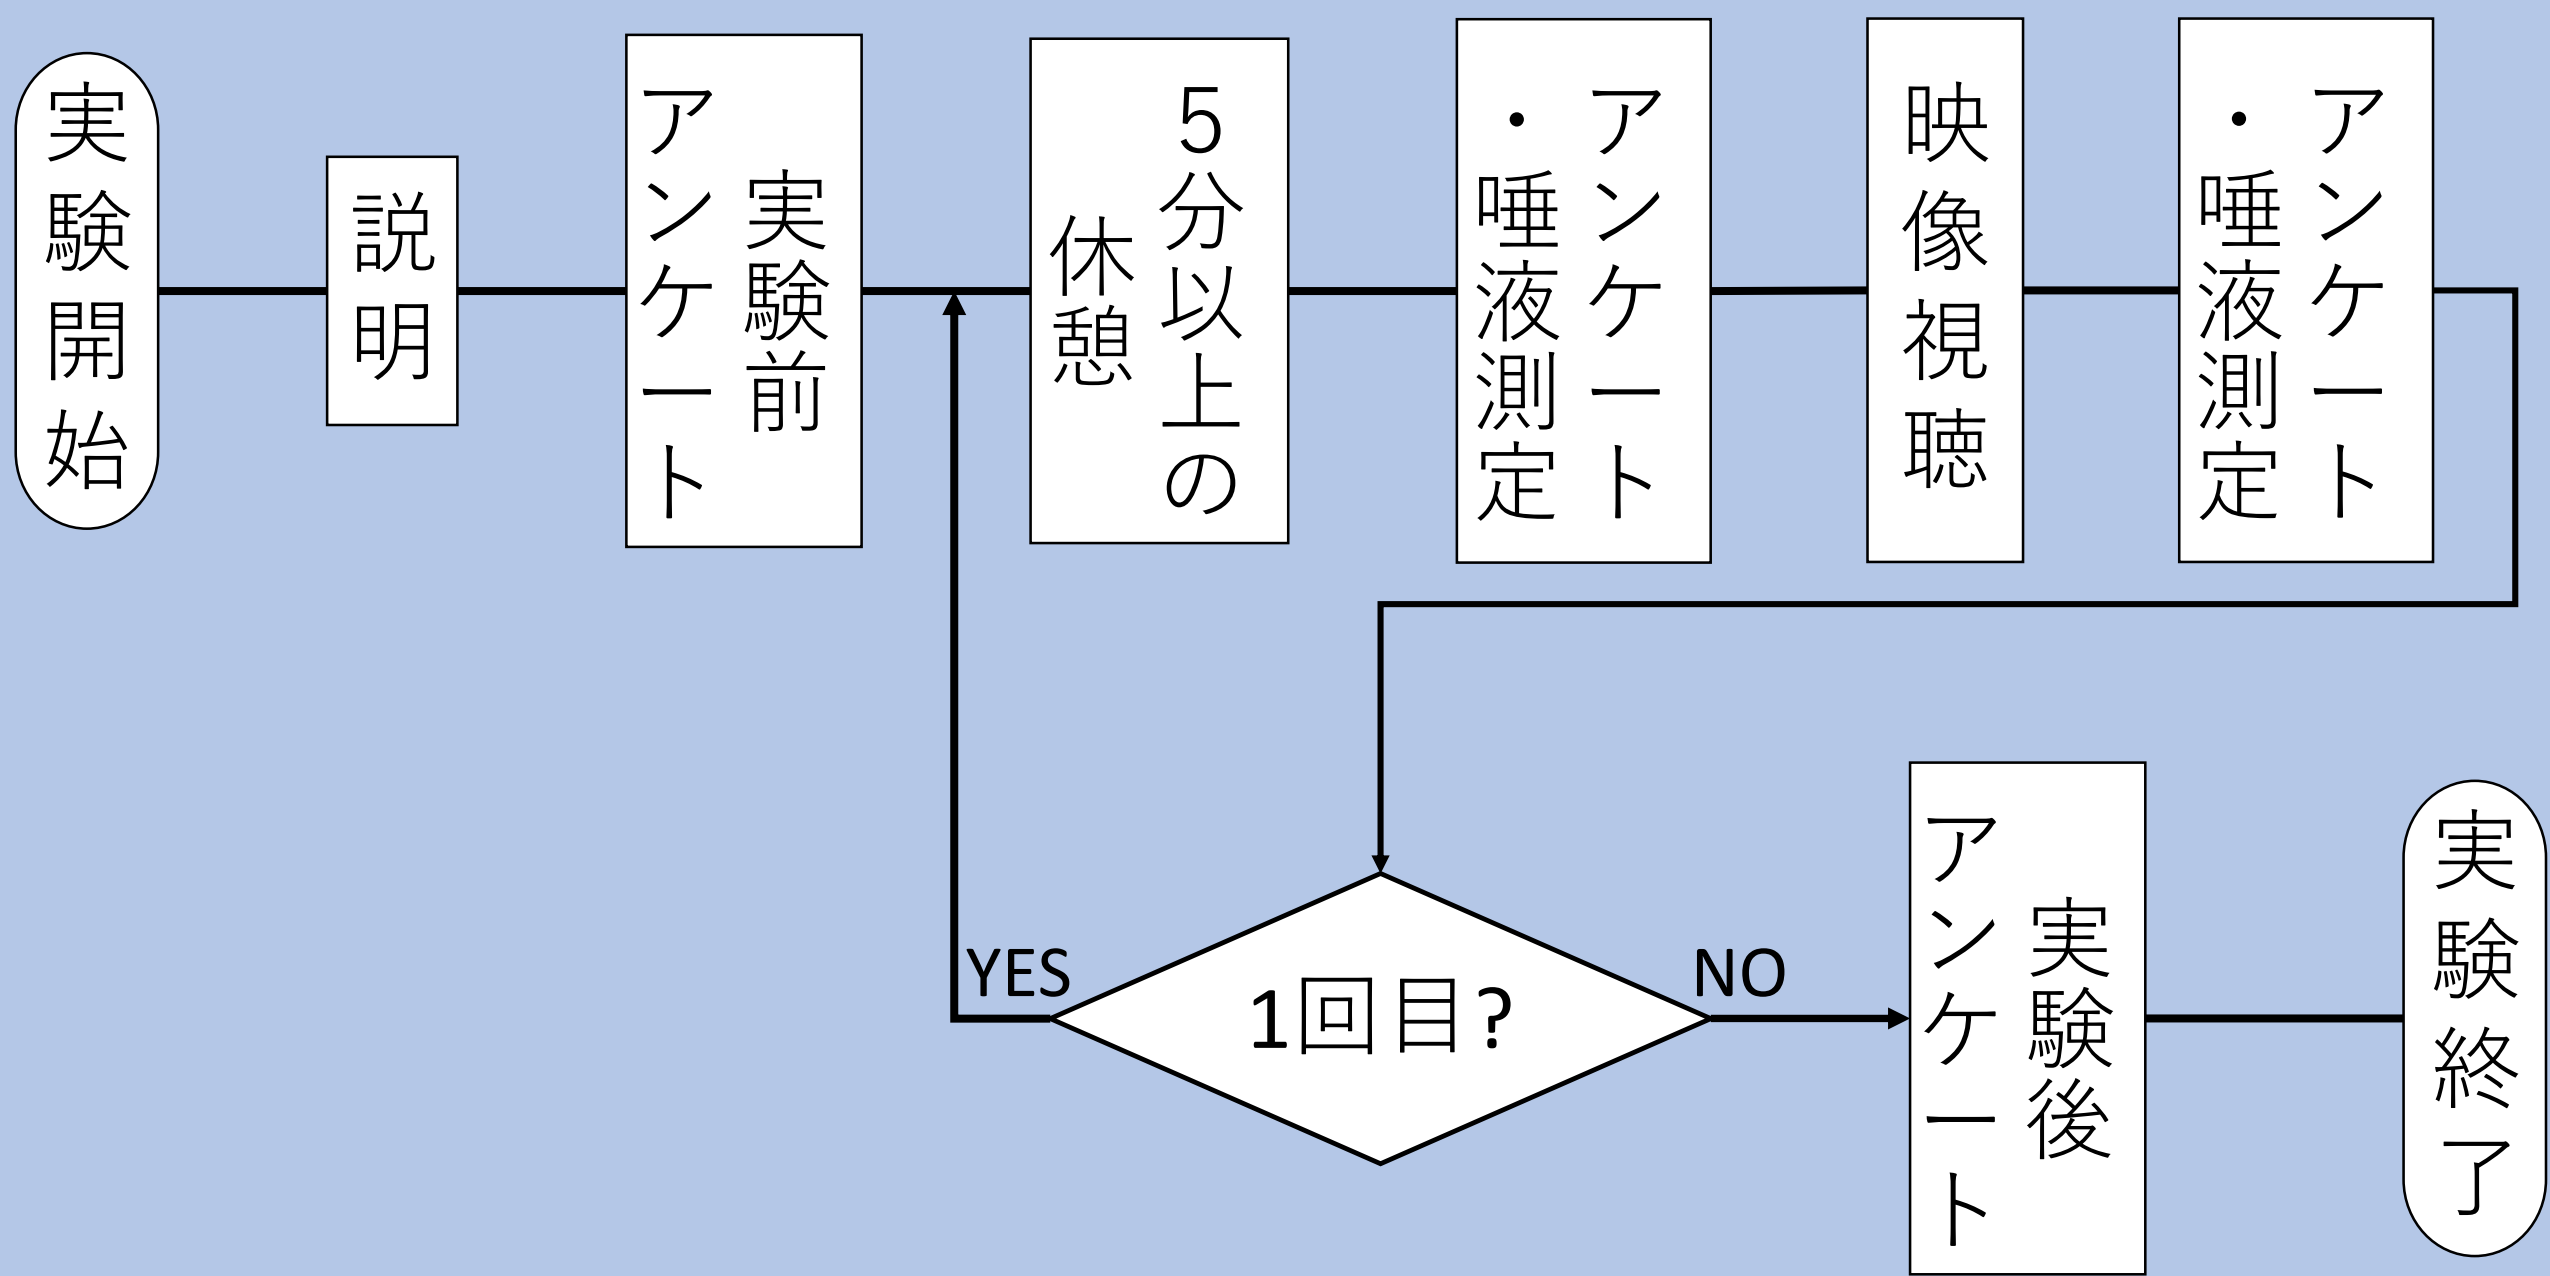 実験開始
説明
実験前
アンケート
5分以上の
休憩
アンケート
・唾液測定
映像視聴
アンケート
・唾液測定
1回目?
YES
NO
実験後
アンケート
実験終了